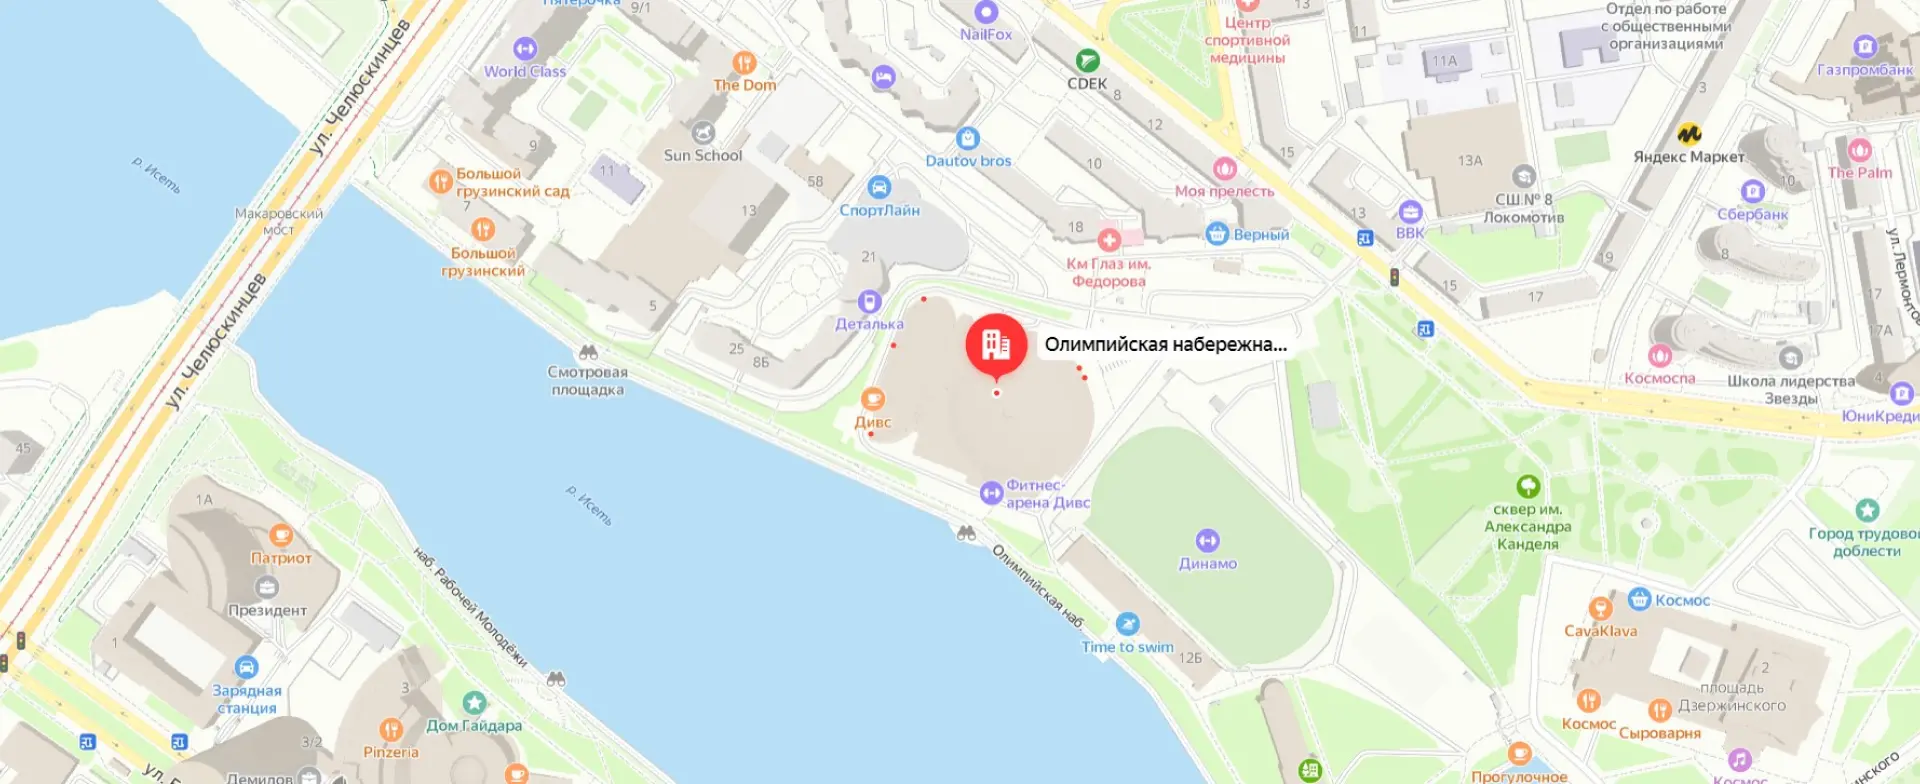 Пятёрочка
9/1
ул. Челюскинцев
World Class
The Dom
NailFox
CDEK
8
Центр
спортивной
медицины
13
11
Отдел по работе
с общественными
организациями
11А
3
Газпромбанк
р. Исеть
9
Sun School
Dautov bros
12
15
10
13А
Яндекс Маркет
10
The Palm
Большой
грузинский сад
7
11
58
13
СпортЛайн
Моя прелесть
СШ № 8
Локомотив
Сбербанк
Макаровский
мост
Большой
грузинский
18
Верный
13
ВВК
ул. Лермонтова
21
Км Глаз им.
Федорова
19
8
15
17
17
5
Деталька
Олимпийская набережна...
17А
ул. Челюскинцев
25
8Б
Смотровая
площадка
Космоспа
Школа лидерства
Звезды
4
ЮниКреди
Дивс
45
1А
р. Исеть
Фитнес-
арена Дивс
сквер им.
Александра
Канделя
Город трудовой
доблести
Патриот
Президент
наб. Рабочей Молодёжи
Олимпийская наб.
Динамо
Космос
CavaKlava
1
Time to swim
12Б
2
площадь
Дзержинского
Зарядная
станция
3
Дом Гайдара
Pinzeria
Космос
Сыроварня
3/2
Демидов
Прогулочное
Космос